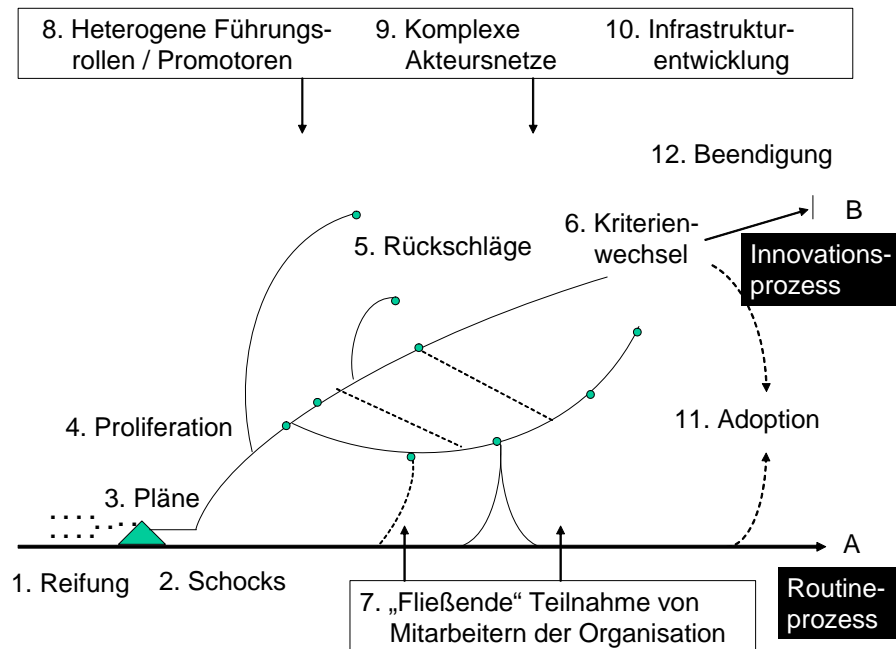 8. Heterogene Führungs-
rollen / Promotoren
9. Komplexe
Akteursnetze
10. Infrastruktur-
entwicklung
12. Beendigung
B
6. Kriterien-
wechsel
Innovations-
prozess
5. Rückschläge
4. Proliferation
11. Adoption
3. Pläne
A
1. Reifung
2. Schocks
7. „Fließende“ Teilnahme von
Mitarbeitern der Organisation
Routine-
prozess